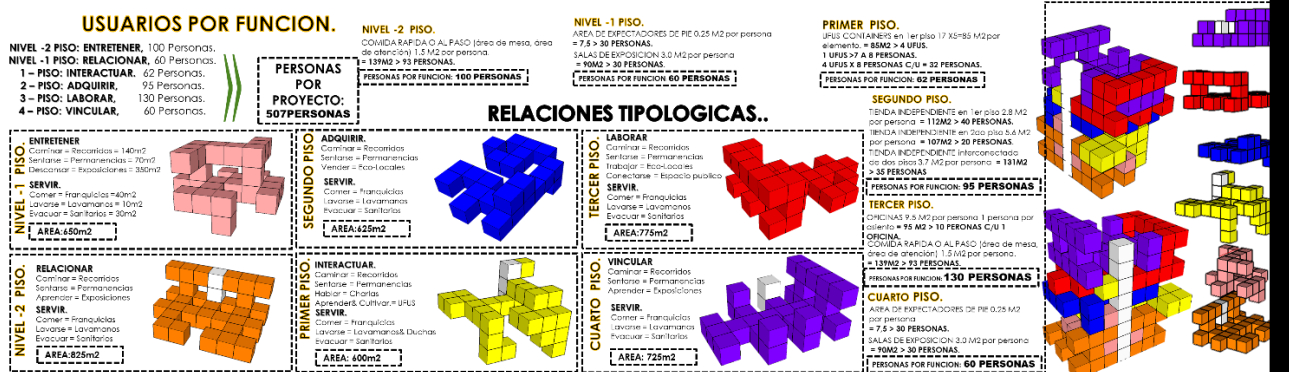 USUARIOS POR FUNCION.
NIVEL -2 PISO: ENTRETENER, 100 Personas.
NIVEL -1 PISO: RELACIONAR, 60 Personas.
1 – PISO: INTERACTUAR. 62 Personas.
2 – PISO: ADQUIRIR, 95 Personas.
3 – PISO: LABORAR, 130 Personas.
4 – PISO: VINCULAR, 60 Personas.
PERSONAS
POR
PROYECTO:
507PERSONAS
NIVEL -2 PISO.
COMIDA RAPIDA O AL PASO (área de mesa, area
de atención) 1.5 M2 por persona.
= 139M2 > 93 PERSONAS.
PERSONAS POR FUNCION: 100 PERSONAS
NIVEL -1 PISO.
AREA DE EXPECTADORES DE PIE 0.25 M2 por persona
= 7,5 > 30 PERSONAS.
SALAS DE EXPOSICION 3.0 M2 por persona
= 90M2 > 30 PERSONAS.
PERSONAS POR FUNCION: 60 PERSONAS
PRIMER PISO.
UFUS CONTAINERS en 1er piso 17 X5=85 M2 por
elemento. = 85M2 > 4 UFUS.
1 UFUS>7 A 8 PERSONAS.
4 UFUS X 8 PERSONAS C/U = 32 PERSONAS.
PERSONAS POR FUNCION: 62 PERSONAS
RELACIONES TIPOLOGICAS..
NIVEL -1 PISO.
ENTRETENER
Caminar = Recorridos = 140m2
Sentarse = Permanencias = 70m2
Descansar = Exposiciones = 350m2
SERVIR.
Comer = Franquicias =40m2
Lavarse = Lavamanos = 10m2
Evacuar = Sanitarios = 30m2
AREA:650m2
SEGUNDO PISO
ADQUIRIR.
Caminar = Recorridos
Sentarse = Permanencias
Vender = Eco-Locales
SERVIR.
Comer = Franquicias
Lavarse = Lavamanos
Evacuar = Sanitarios
AREA:625m2
TERCER PISO.
LABORAR
Caminar = Recorridos
Sentarse = Permanencias
Trabajar = Eco-Locales
Conectarse = Espacio publico
SERVIR.
Comer = Franquicias
Lavarse = Lavamanos
Evacuar = Sanitarios
AREA:775m2
SEGUNDO PISO.
TIENDA INDEPENDIENTE en 1er piso 2.8 M2
por persona = 112M2 > 40 PERSONAS.
TIENDA INDEPENDIENTE en 2do piso 5.6 M2
por persona = 107M2 > 20 PERSONAS.
TIENDA INDEPENDIENTE interconectada
de dos pisos 3.7 M2 por persona = 131M2
> 35 PERSONAS
PERSONAS POR FUNCION: 95 PERSONAS
TERCER PISO.
OFICINAS 9.5 M2 por persona 1 persona por
asiento = 95 M2 > 10 PERONAS C/U 1
OFICINA.
COMIDA RAPIDA O AL PASO (área de mesa,
área de atención) 1.5 M2 por persona.
= 139M2 > 93 PERSONAS.
PERSONAS POR FUNCION: 130 PERSONAS
NIVEL -2 PISO.
RELACIONAR
Caminar = Recorridos
Sentarse = Permanencias
Aprender = Exposiciones
SERVIR.
Comer = Franquicias
Lavarse = Lavamanos
Evacuar = Sanitarios
AREA:825m2
PRIMER PISO.
INTERACTUAR.
Caminar = Recorridos
Sentarse = Permanencias
Hablar = Charlas
Aprender& Cultivar.= UFUS
SERVIR.
Comer = Franquicias
Lavarse = Lavamanos& Duchas
Evacuar = Sanitarios
AREA: 600m2
CUARTO PISO.
VINCULAR
Caminar = Recorridos
Sentarse = Permanencias
Aprender = Exposiciones
SERVIR.
Comer = Franquicias
Lavarse = Lavamanos
Evacuar = Sanitarios
AREA: 725m2
CUARTO PISO.
AREA DE EXPECTADORES DE PIE 0.25 M2
por persona
= 7,5 > 30 PERSONAS.
SALAS DE EXPOSICION 3.0 M2 por persona
= 90M2 > 30 PERSONAS.
PERSONAS POR FUNCION: 60 PERSONAS